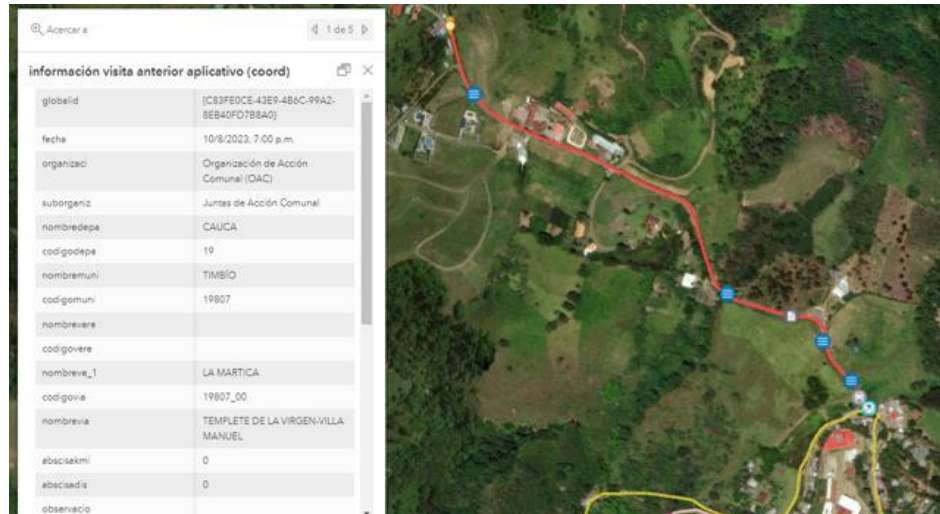 Acercar a
1 de 5
información visita anterior aplicativo (coord)
globalid {C83FE0CE-43E9-4B6C-99A2-
8EB40FD7B8A0}
fecha 10/8/2023, 7:00 p.m.
organizaci Organización de Acción
Comunal (OAC)
suborganiz Juntas de Acción Comunal
nombredepa CAUCA
codigodepa 19
nombremuni TIMBÍO
codigomuni 19807
nombrevere
codigovere
nombreve_1 LA MARTICA
codigovia 19807_00
nombrevia TEMPLETE DE LA VIRGEN-VILLA
MANUEL
abscisakmi 0
abscisadis 0
observacio